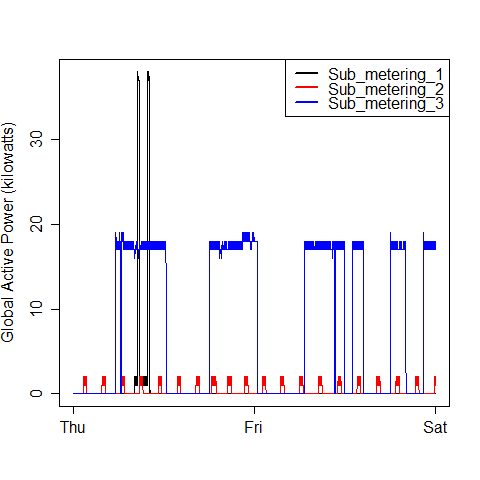 Sub_metering_1
Sub_metering_2
Sub_metering_3
Global Active Power (kilowatts)
30
20
10
0
Thu Fri Sat